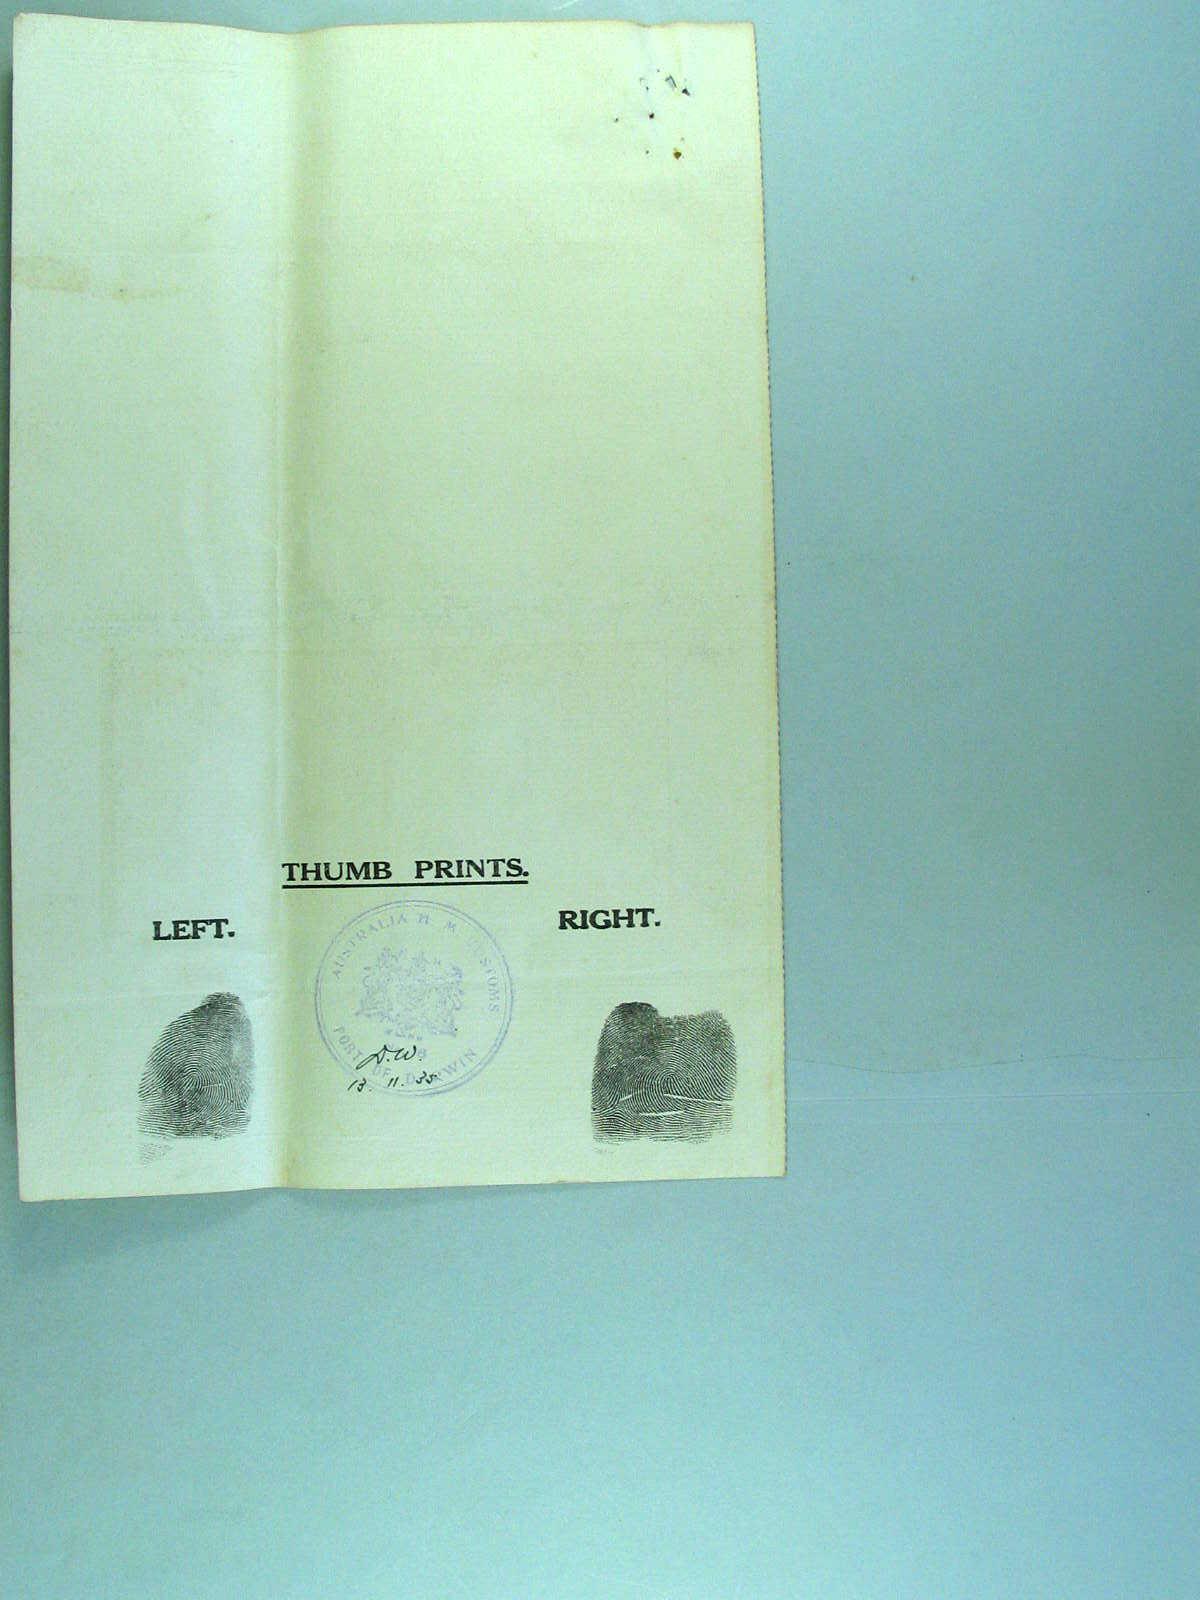 THUMB PRINTS.
LEFT.
RIGHT.
AUSTRALIA H. M. CUSTOMS
PORT OF DARWIN
D.W.
13. 11. 35